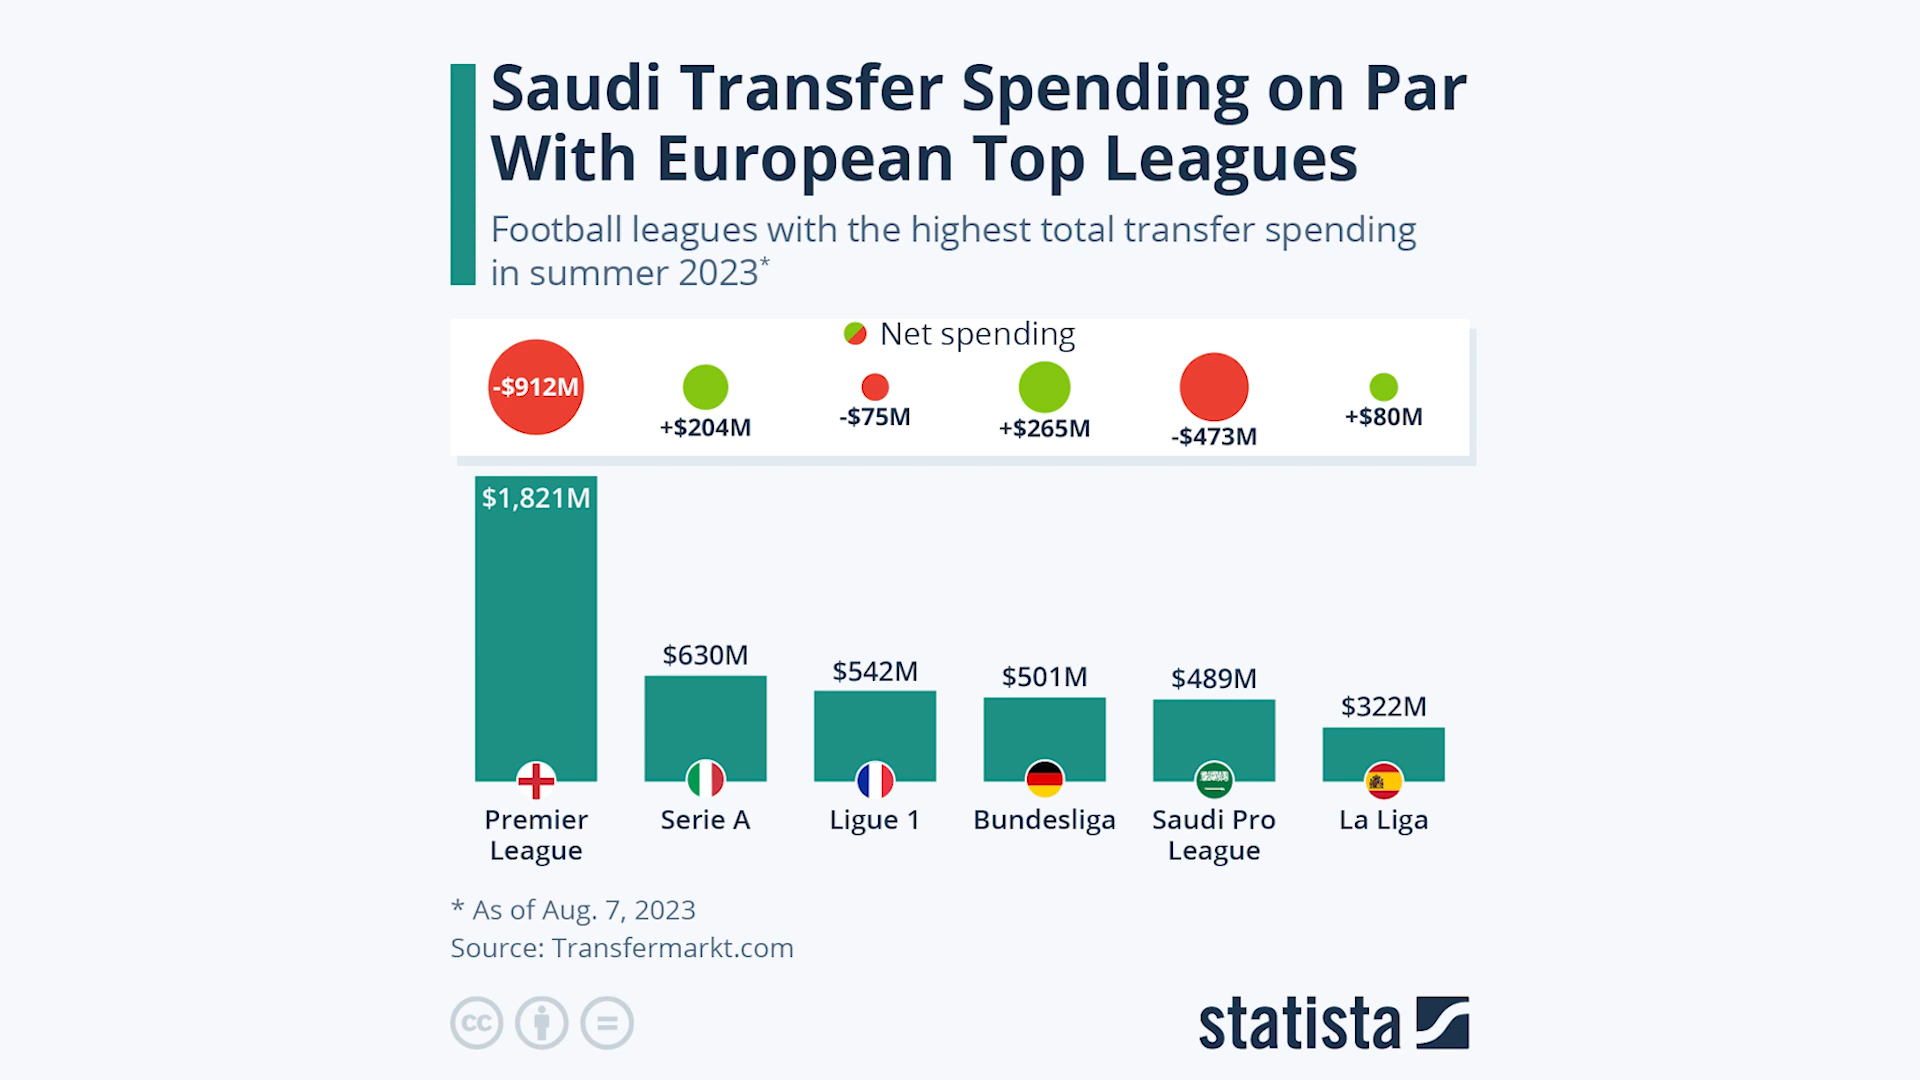 Saudi Transfer Spending on Par
With European Top Leagues
Football leagues with the highest total transfer spending
in summer 2023*
Net spending
-$912M
+$204M
-$75M
+$265M
-$473M
+$80M
$1,821M
$630M
$542M
$501M
$489M
$322M
Premier
League
Serie A
Ligue 1
Bundesliga
Saudi Pro
League
La Liga
* As of Aug. 7, 2023
Source: Transfermarkt.com
cc
statista